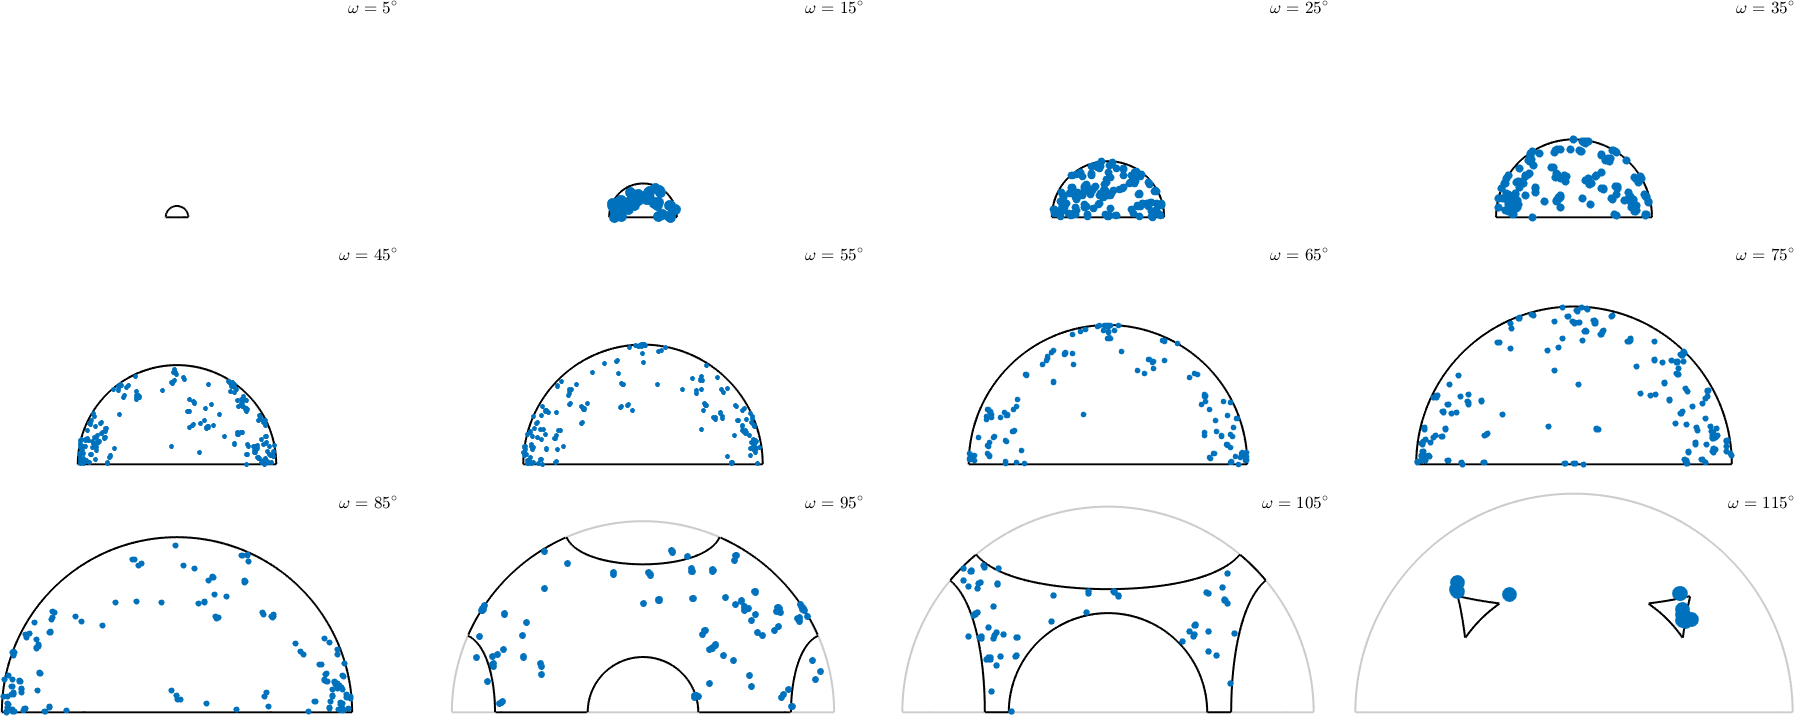 ω = 5°
ω = 15°
ω = 25°
ω = 35°
ω = 45°
ω = 55°
ω = 65°
ω = 75°
ω = 85°
ω = 95°
ω = 105°
ω = 115°